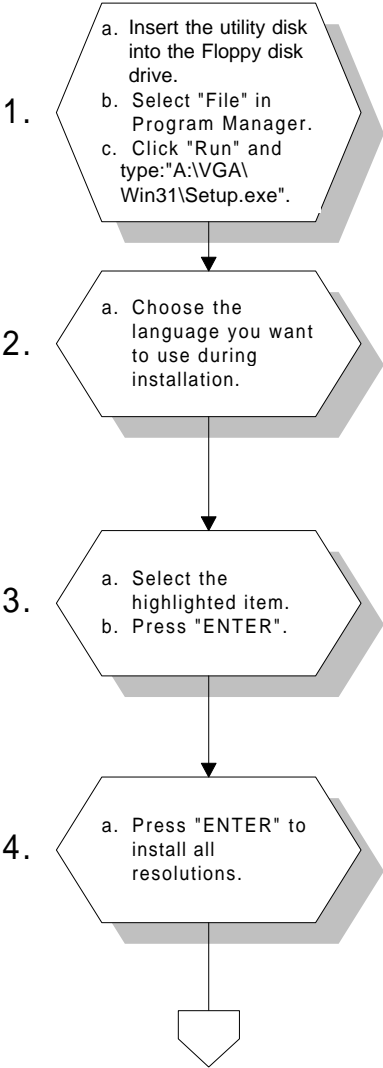 1.
a. Insert the utility disk
into the Floppy disk
drive.
b. Select "File" in
Program Manager.
c. Click "Run" and
type:"A:\VGA\
Win31\Setup.exe".
2.
a. Choose the
language you want
to use during
installation.
3.
a. Select the
highlighted item.
b. Press "ENTER".
4.
a. Press "ENTER" to
install all
resolutions.